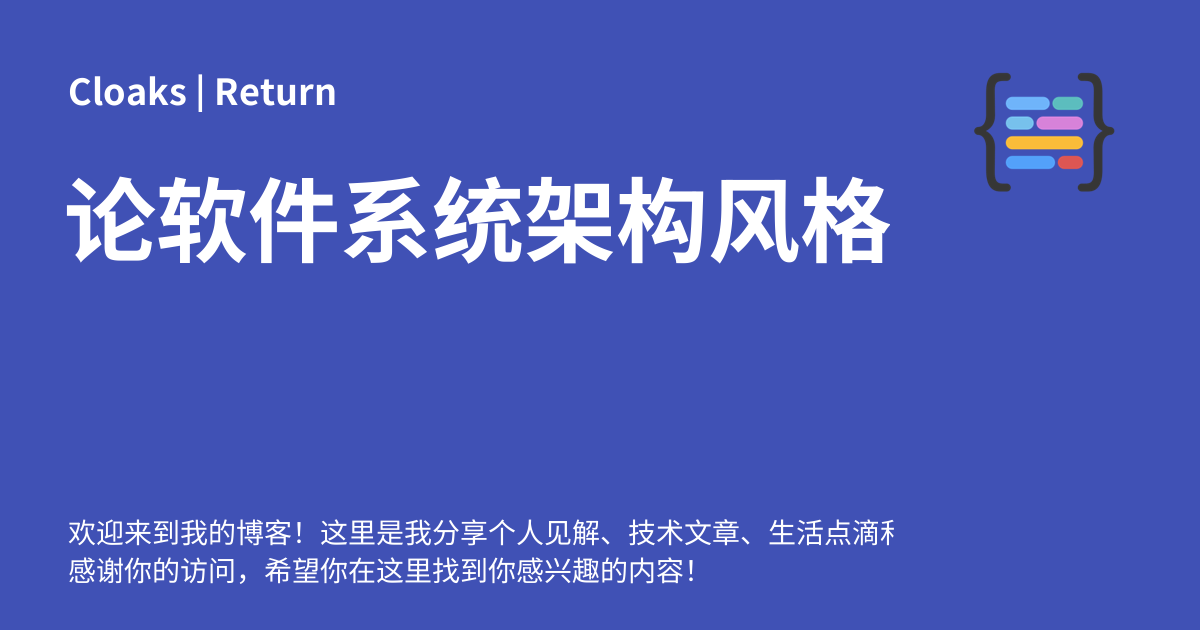 Cloaks | Return
论软件系统架构风格
欢迎来到我的博客！这里是我分享个人见解、技术文章、生活点滴
感谢你的访问，希望你在这里找到你感兴趣的内容！